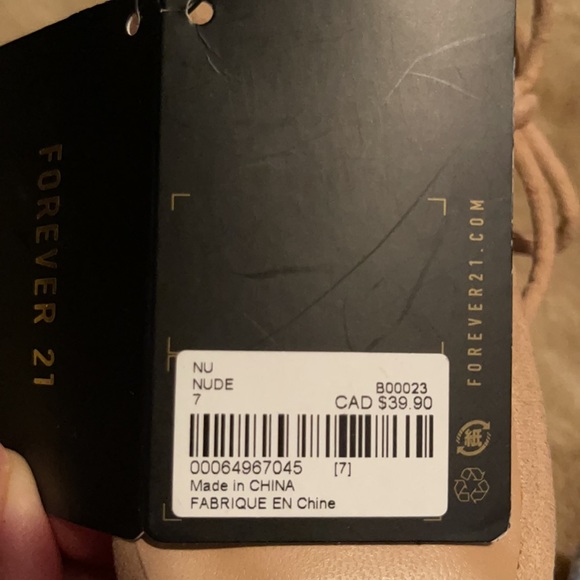 FOREVER 21
FOREVER21.COM
NU
NUDE
7
B00023
CAD $39.90
00064967045 [7]
Made in CHINA
FABRIQUE EN Chine
紙